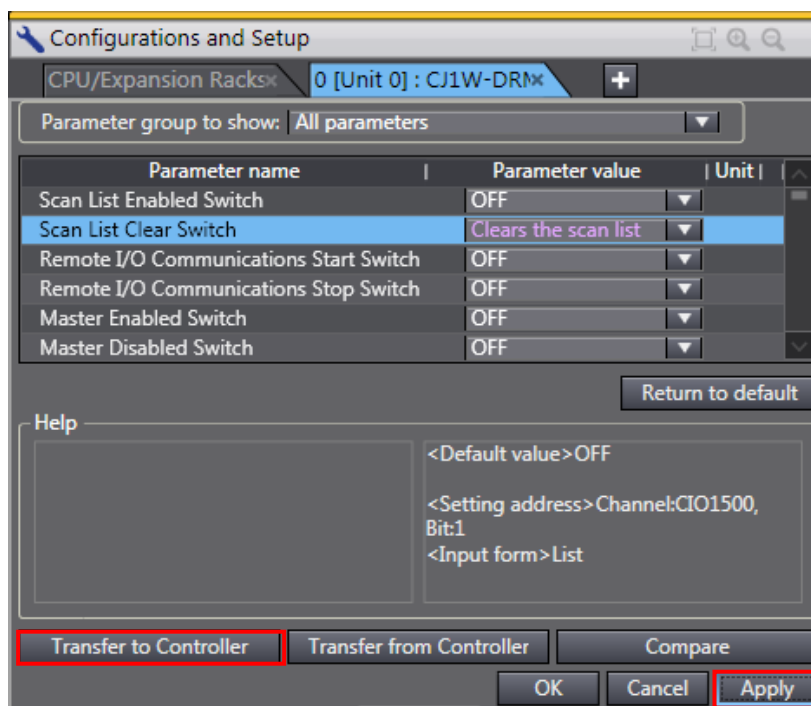 Configurations and Setup
CPU/Expansion Racks 0 [Unit 0] : CJ1W-DRM
Parameter group to show: All parameters
Parameter name | Parameter value | Unit |
Scan List Enabled Switch OFF
Scan List Clear Switch Clears the scan list
Remote I/O Communications Start Switch OFF
Remote I/O Communications Stop Switch OFF
Master Enabled Switch OFF
Master Disabled Switch OFF
Return to default
Help
<Default value>OFF
<Setting address>Channel:CIO1500,
Bit:1
<Input form>List
Transfer to Controller Transfer from Controller Compare
OK Cancel Apply